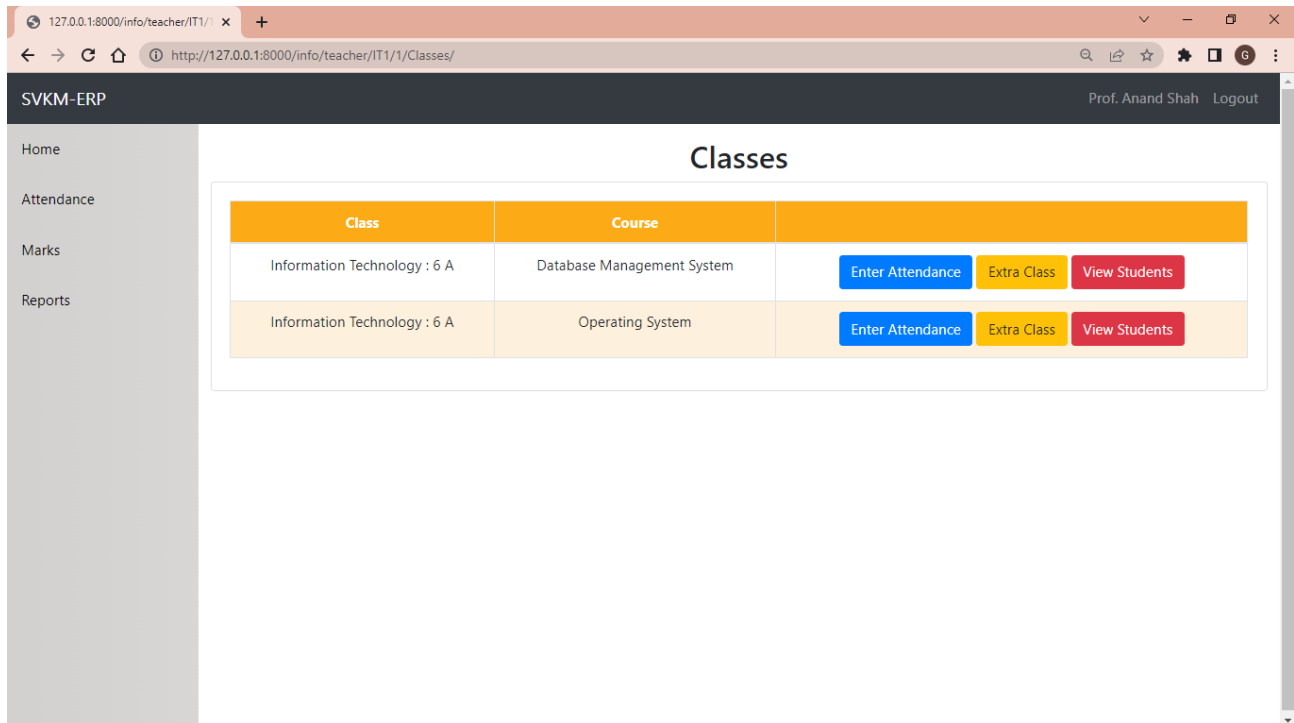 127.0.0.1:8000/info/teacher/IT1/1
http://127.0.0.1:8000/info/teacher/IT1/1/Classes/
G
SVKM-ERP
Prof. Anand Shah Logout
Home
Attendance
Marks
Reports
Classes
Class Course
Information Technology : 6 A Database Management System Enter Attendance Extra Class View Students
Information Technology : 6 A Operating System Enter Attendance Extra Class View Students